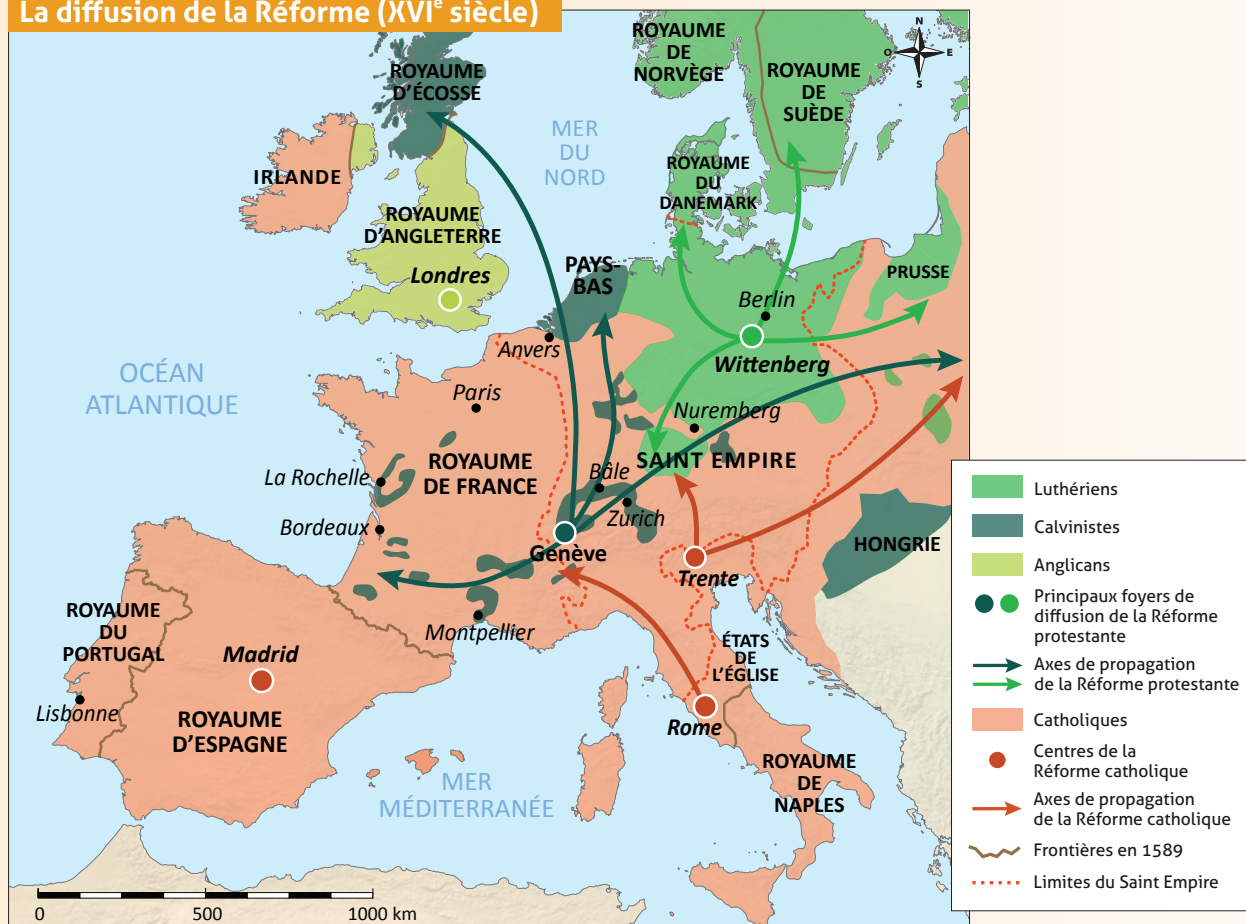 La diffusion de la Réforme (XVIe siècle)
ROYAUME
DE
NORVÈGE
N
O
E
S
ROYAUME
D'ÉCOSSE
ROYAUME
DE
SUÈDE
MER
DU
NORD
IRLANDE
ROYAUME
DU
DANEMARK
ROYAUME
D'ANGLETERRE
Londres
PAYS-
BAS
PRUSSE
Berlin
Anvers
Wittenberg
OCÉAN
ATLANTIQUE
Paris
Nuremberg
ROYAUME
DE FRANCE
SAINT EMPIRE
La Rochelle
Bâle
Bordeaux
Zurich
Genève
HONGRIE
Trente
ROYAUME
DU
PORTUGAL
Montpellier
Madrid
ÉTATS
DE
L'ÉGLISE
Lisbonne
ROYAUME
D'ESPAGNE
Rome
MER
MÉDITERRANÉE
ROYAUME
DE
NAPLES
0
500
1000 km
Luthériens
Calvinistes
Anglicans
Principaux foyers de
diffusion de la Réforme
protestante
Axes de propagation
de la Réforme protestante
Catholiques
Centres de la
Réforme catholique
Axes de propagation
de la Réforme catholique
Frontières en 1589
Limites du Saint Empire